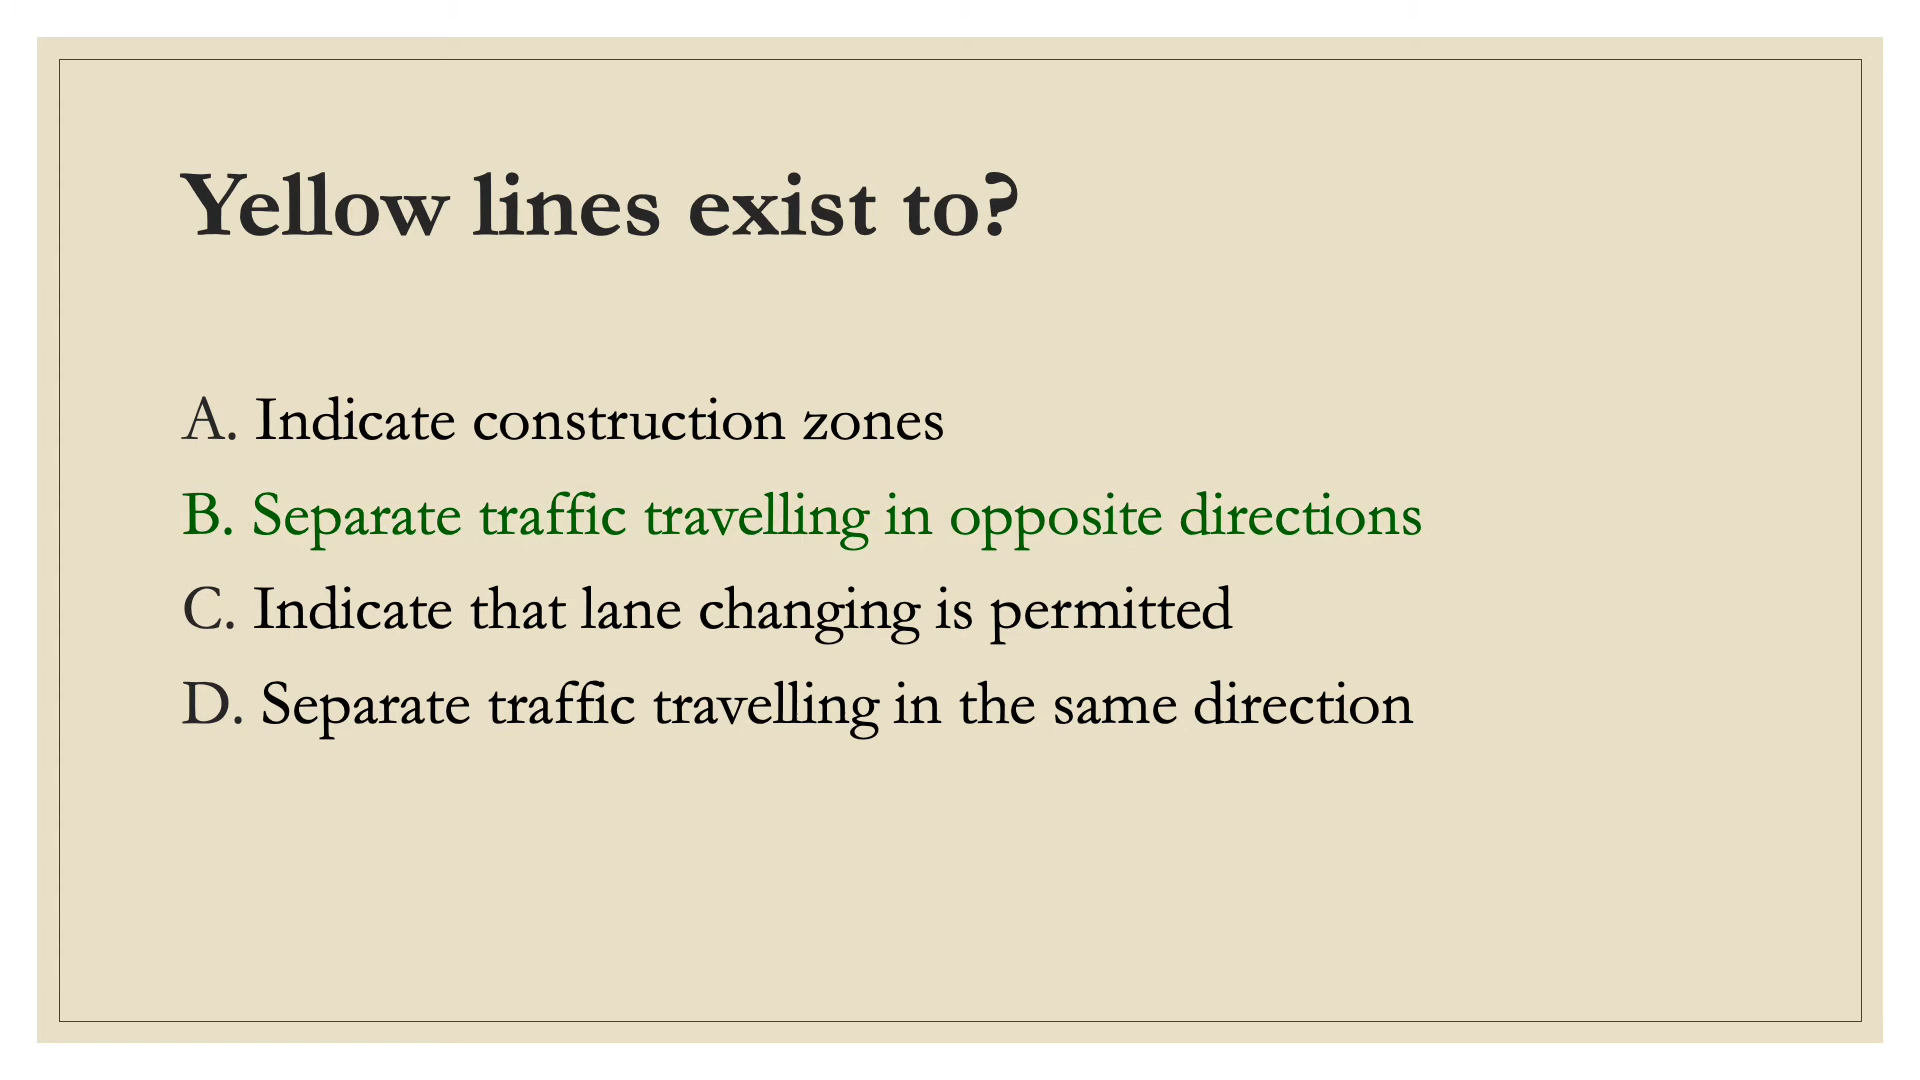 Yellow lines exist to?
A. Indicate construction zones
B. Separate traffic travelling in opposite directions
C. Indicate that lane changing is permitted
D. Separate traffic travelling in the same direction